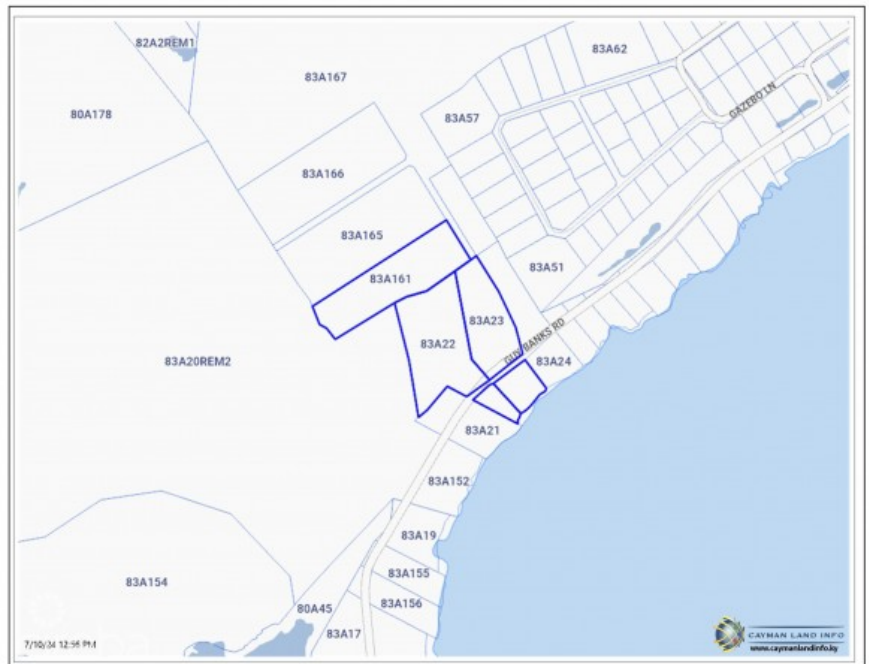 82A2REM1
83A62
83A167
80A178
83A57
GAZEBO LN
83A166
83A165
83A51
83A161
83A23
GUY BANKS RD
83A22
83A24
83A20REM2
83A21
83A152
83A19
83A155
83A154
83A156
80A45
83A17
7/10/24 12:56 PM
CAYMAN LAND INFO
www.caymanlandinfo.ky